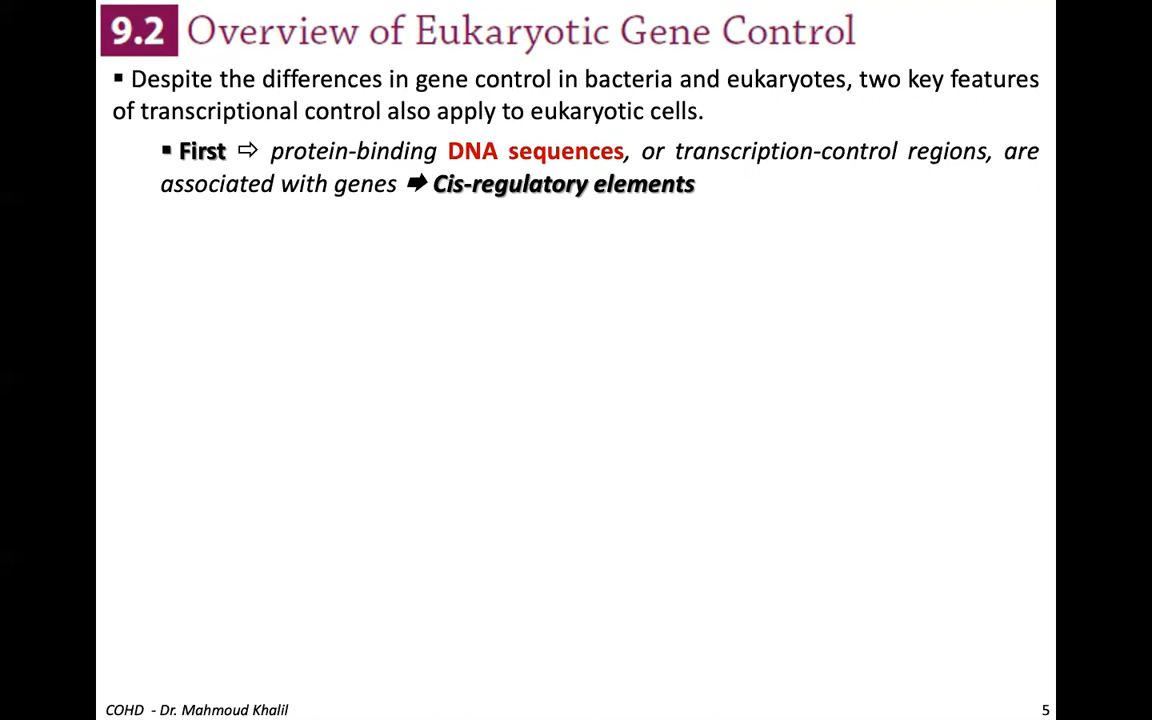 9.2 Overview of Eukaryotic Gene Control
▪ Despite the differences in gene control in bacteria and eukaryotes, two key features
of transcriptional control also apply to eukaryotic cells.
▪ First ⇨ protein-binding DNA sequences, or transcription-control regions, are
associated with genes 🠮 Cis-regulatory elements
COHD - Dr. Mahmoud Khalil
5